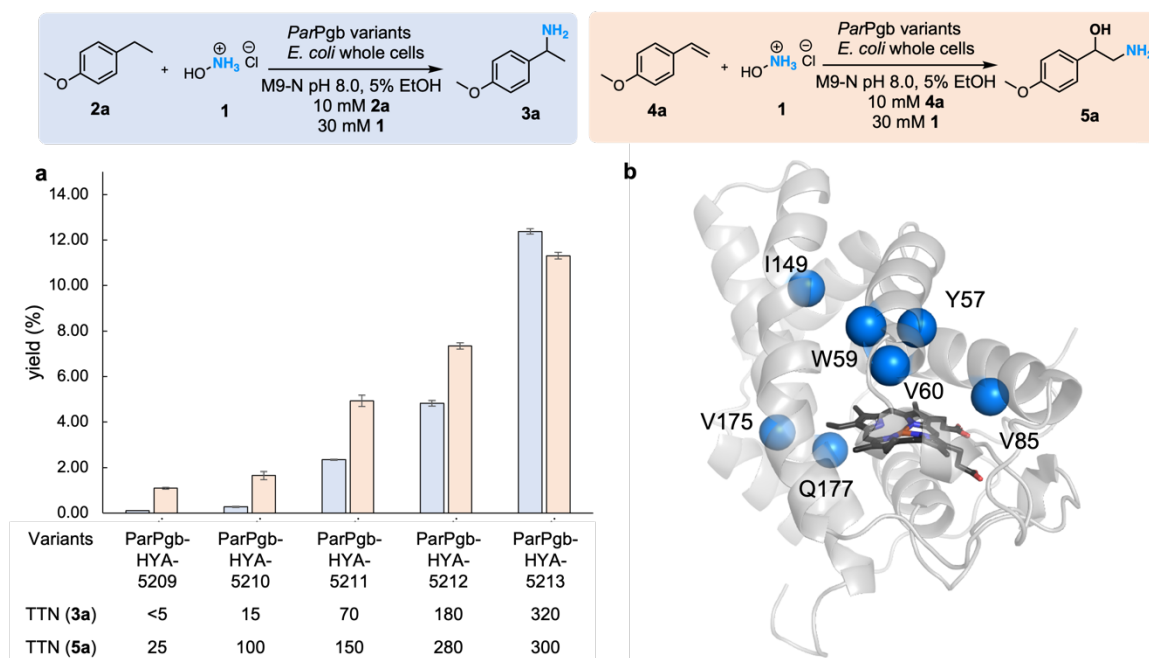 NH₂
ParPgb variants
E. coli whole cells
+
HO NH₃ Cl
⊕ ⊖
M9-N pH 8.0, 5% EtOH
10 mM 2a
30 mM 1
O
O
2a
1
3a
OH
NH₂
ParPgb variants
E. coli whole cells
+
HO NH₃ Cl
⊕ ⊖
M9-N pH 8.0, 5% EtOH
10 mM 4a
30 mM 1
O
O
4a
1
5a
a
14.00
12.00
10.00
8.00
6.00
4.00
2.00
0.00
yield (%)
Variants ParPgb-HYA-5209 ParPgb-HYA-5210 ParPgb-HYA-5211 ParPgb-HYA-5212 ParPgb-HYA-5213
TTN (3a) <5 15 70 180 320
TTN (5a) 25 100 150 280 300
b
I149
Y57
W59
V60
V175
V85
Q177